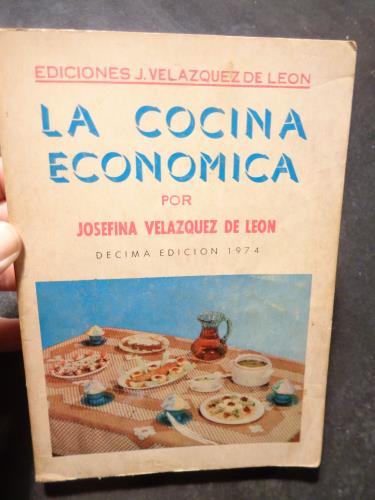 EDICIONES J. VELAZQUEZ DE LEON
LA COCINA
ECONOMICA
POR
JOSEFINA VELAZQUEZ DE LEON
DECIMA EDICION 1974